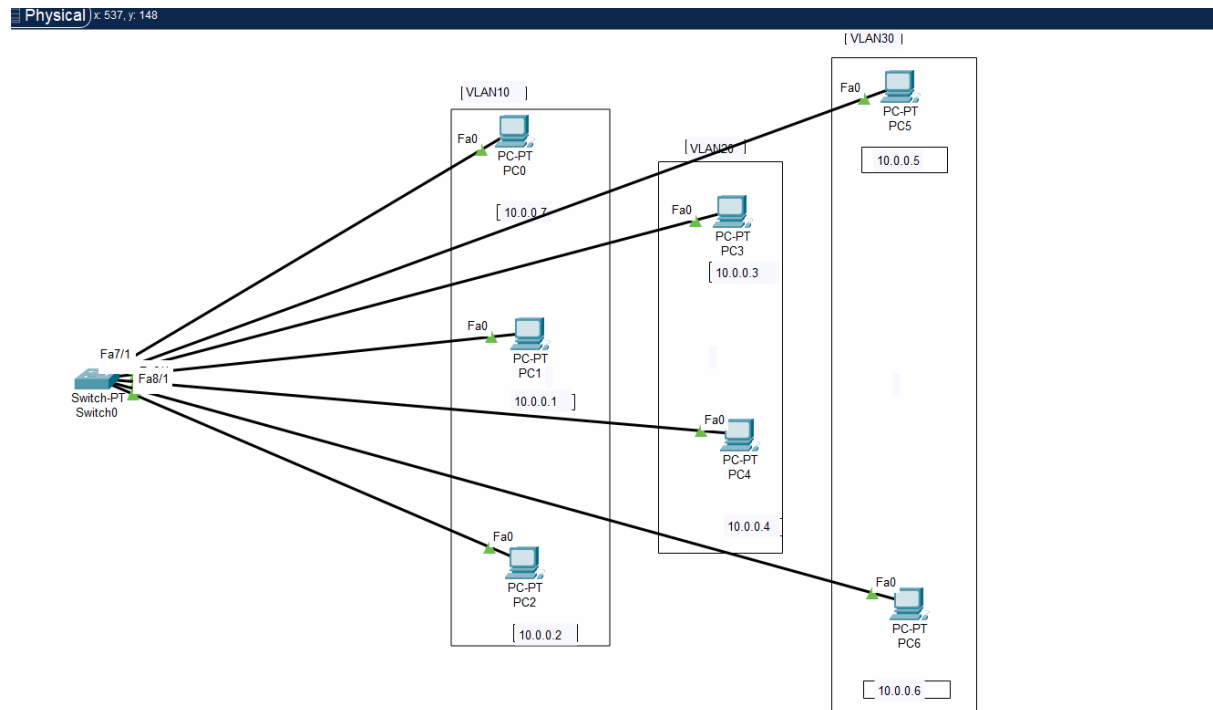 Physical x: 537, y: 148
[ VLAN30 ]
[ VLAN10 ]
Fa0
PC-PT
PC5
10.0.0.5
Fa0
PC-PT
PC0
[ VLAN20 ]
[ 10.0.0.7
Fa0
PC-PT
PC3
[ 10.0.0.3
Fa0
PC-PT
PC1
10.0.0.1 ]
Fa7/1
Fa8/1
Switch-PT
Switch0
Fa0
PC-PT
PC4
10.0.0.4 ]
Fa0
PC-PT
PC2
[ 10.0.0.2 |
Fa0
PC-PT
PC6
[ 10.0.0.6 ]